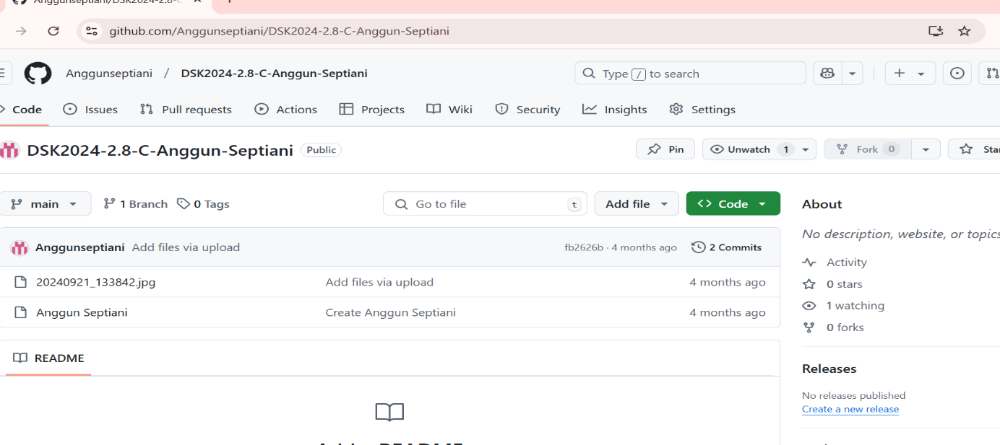 Anggunseptiani/DSK2024-2.8-C
github.com/Anggunseptiani/DSK2024-2.8-C-Anggun-Septiani
Anggunseptiani / DSK2024-2.8-C-Anggun-Septiani
Type / to search
Code Issues Pull requests Actions Projects Wiki Security Insights Settings
DSK2024-2.8-C-Anggun-Septiani Public
Pin Unwatch 1 Fork 0
main 1 Branch 0 Tags Go to file t Add file Code
About
No description, website, or topics
Anggunseptiani Add files via upload fb2626b · 4 months ago 2 Commits
Activity
20240921_133842.jpg Add files via upload 4 months ago
0 stars
1 watching
Anggun Septiani Create Anggun Septiani 4 months ago
0 forks
README
Releases
No releases published
Create a new release